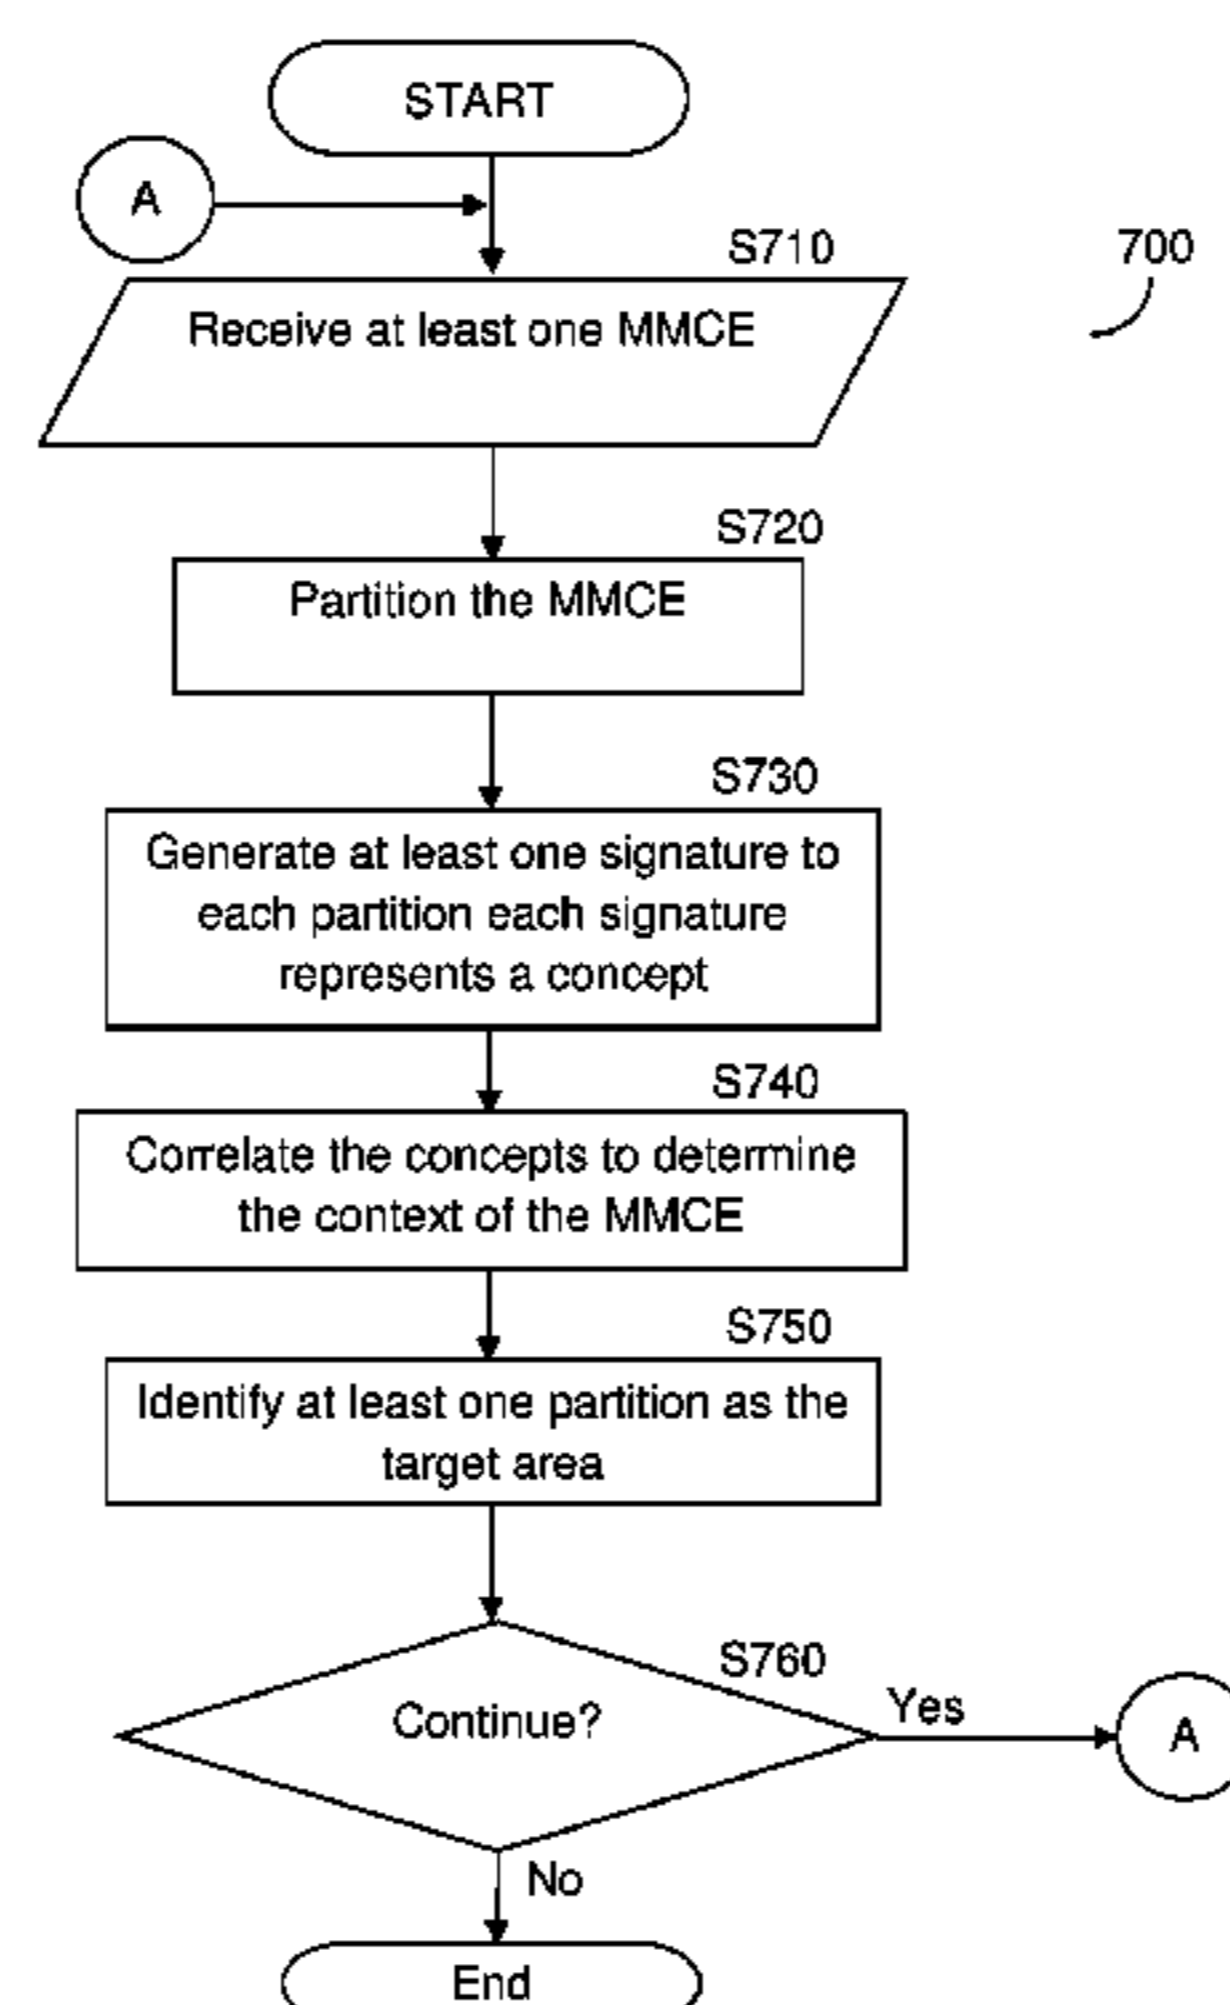 START
A
S710
700
Receive at least one MMCE
S720
Partition the MMCE
S730
Generate at least one signature to
each partition each signature
represents a concept
S740
Correlate the concepts to determine
the context of the MMCE
S750
Identify at least one partition as the
target area
S760
Continue?
Yes
A
No
End